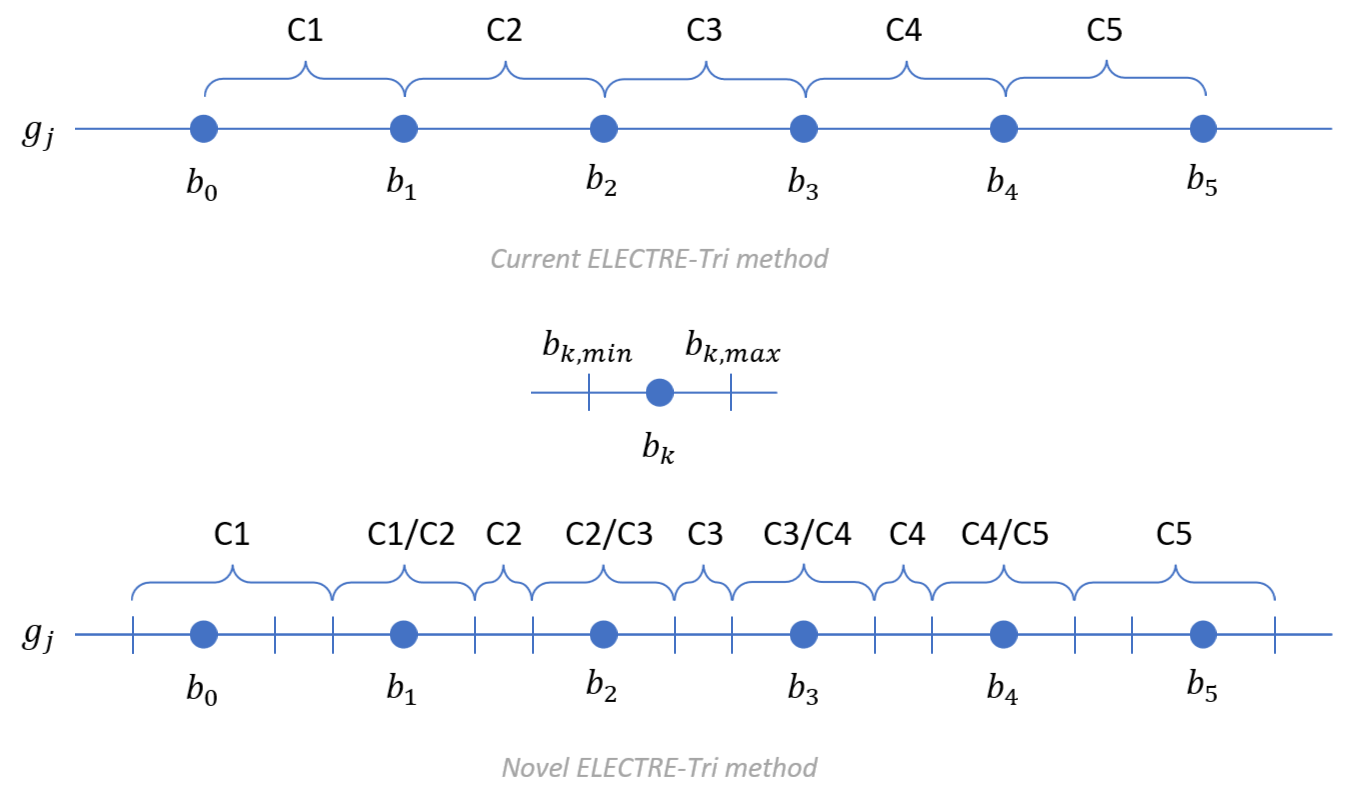 C1 C2 C3 C4 C5
g_j
b_0 b_1 b_2 b_3 b_4 b_5
Current ELECTRE-Tri method
b_{k,min} b_{k,max}
b_k
C1 C1/C2 C2 C2/C3 C3 C3/C4 C4 C4/C5 C5
g_j
b_0 b_1 b_2 b_3 b_4 b_5
Novel ELECTRE-Tri method